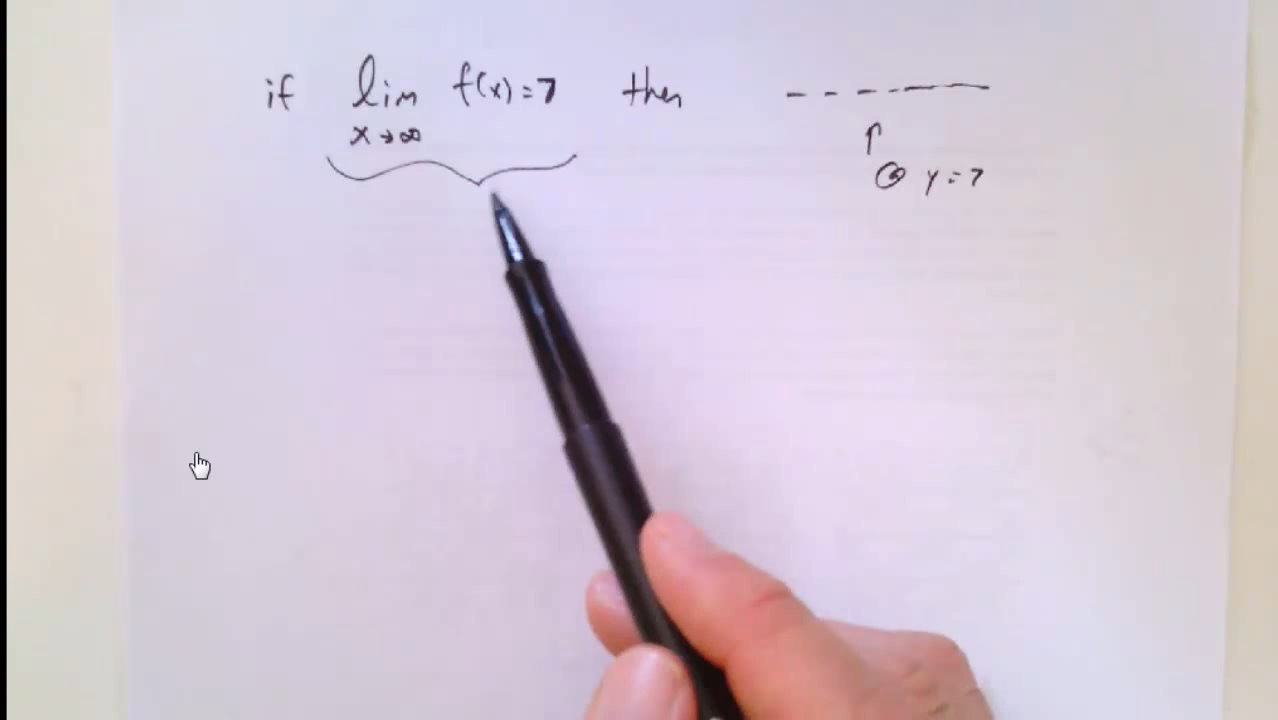 if lim f(x)=7 then
x→∞
@ y=7